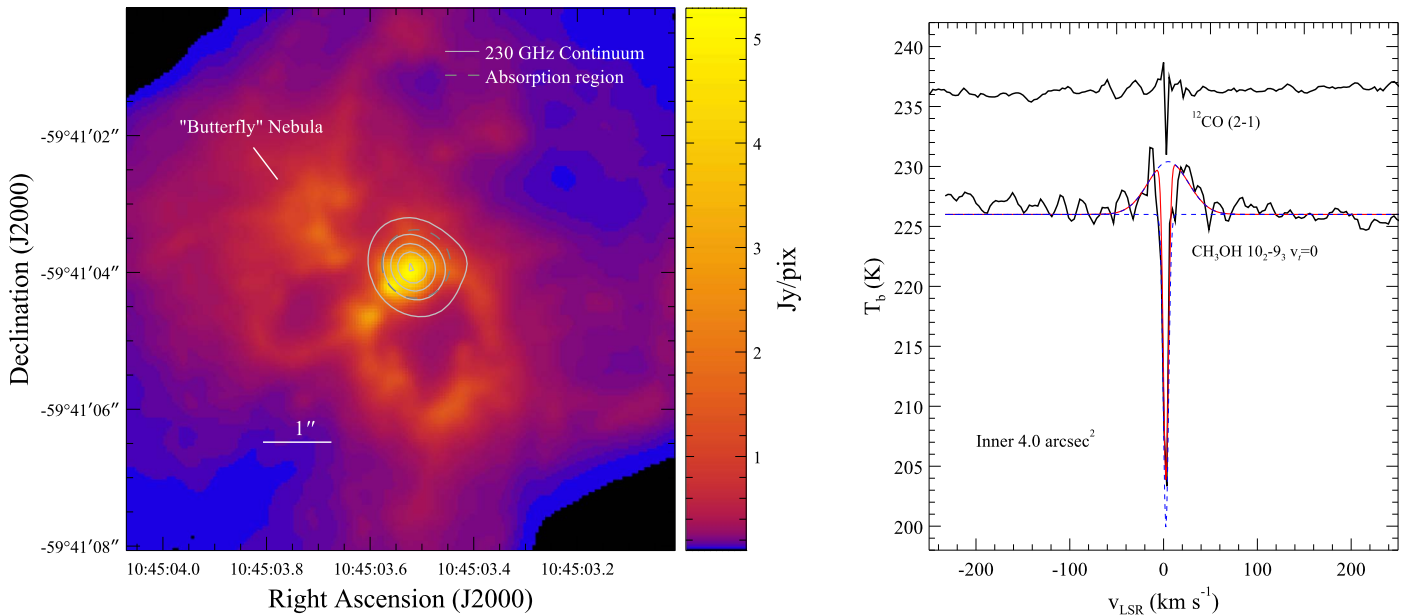 230 GHz Continuum
Absorption region
"Butterfly" Nebula
1″
-59°41′02″
-59°41′04″
-59°41′06″
-59°41′08″
Declination (J2000)
10:45:04.0 10:45:03.8 10:45:03.6 10:45:03.4 10:45:03.2
Right Ascension (J2000)
5
4
3
2
1
Jy/pix
240
235
230
225
220
215
210
205
200
T_b (K)
¹²CO (2-1)
CH₃OH 10₂-9₃ vₜ=0
Inner 4.0 arcsec²
-200 -100 0 100 200
v_LSR (km s⁻¹)